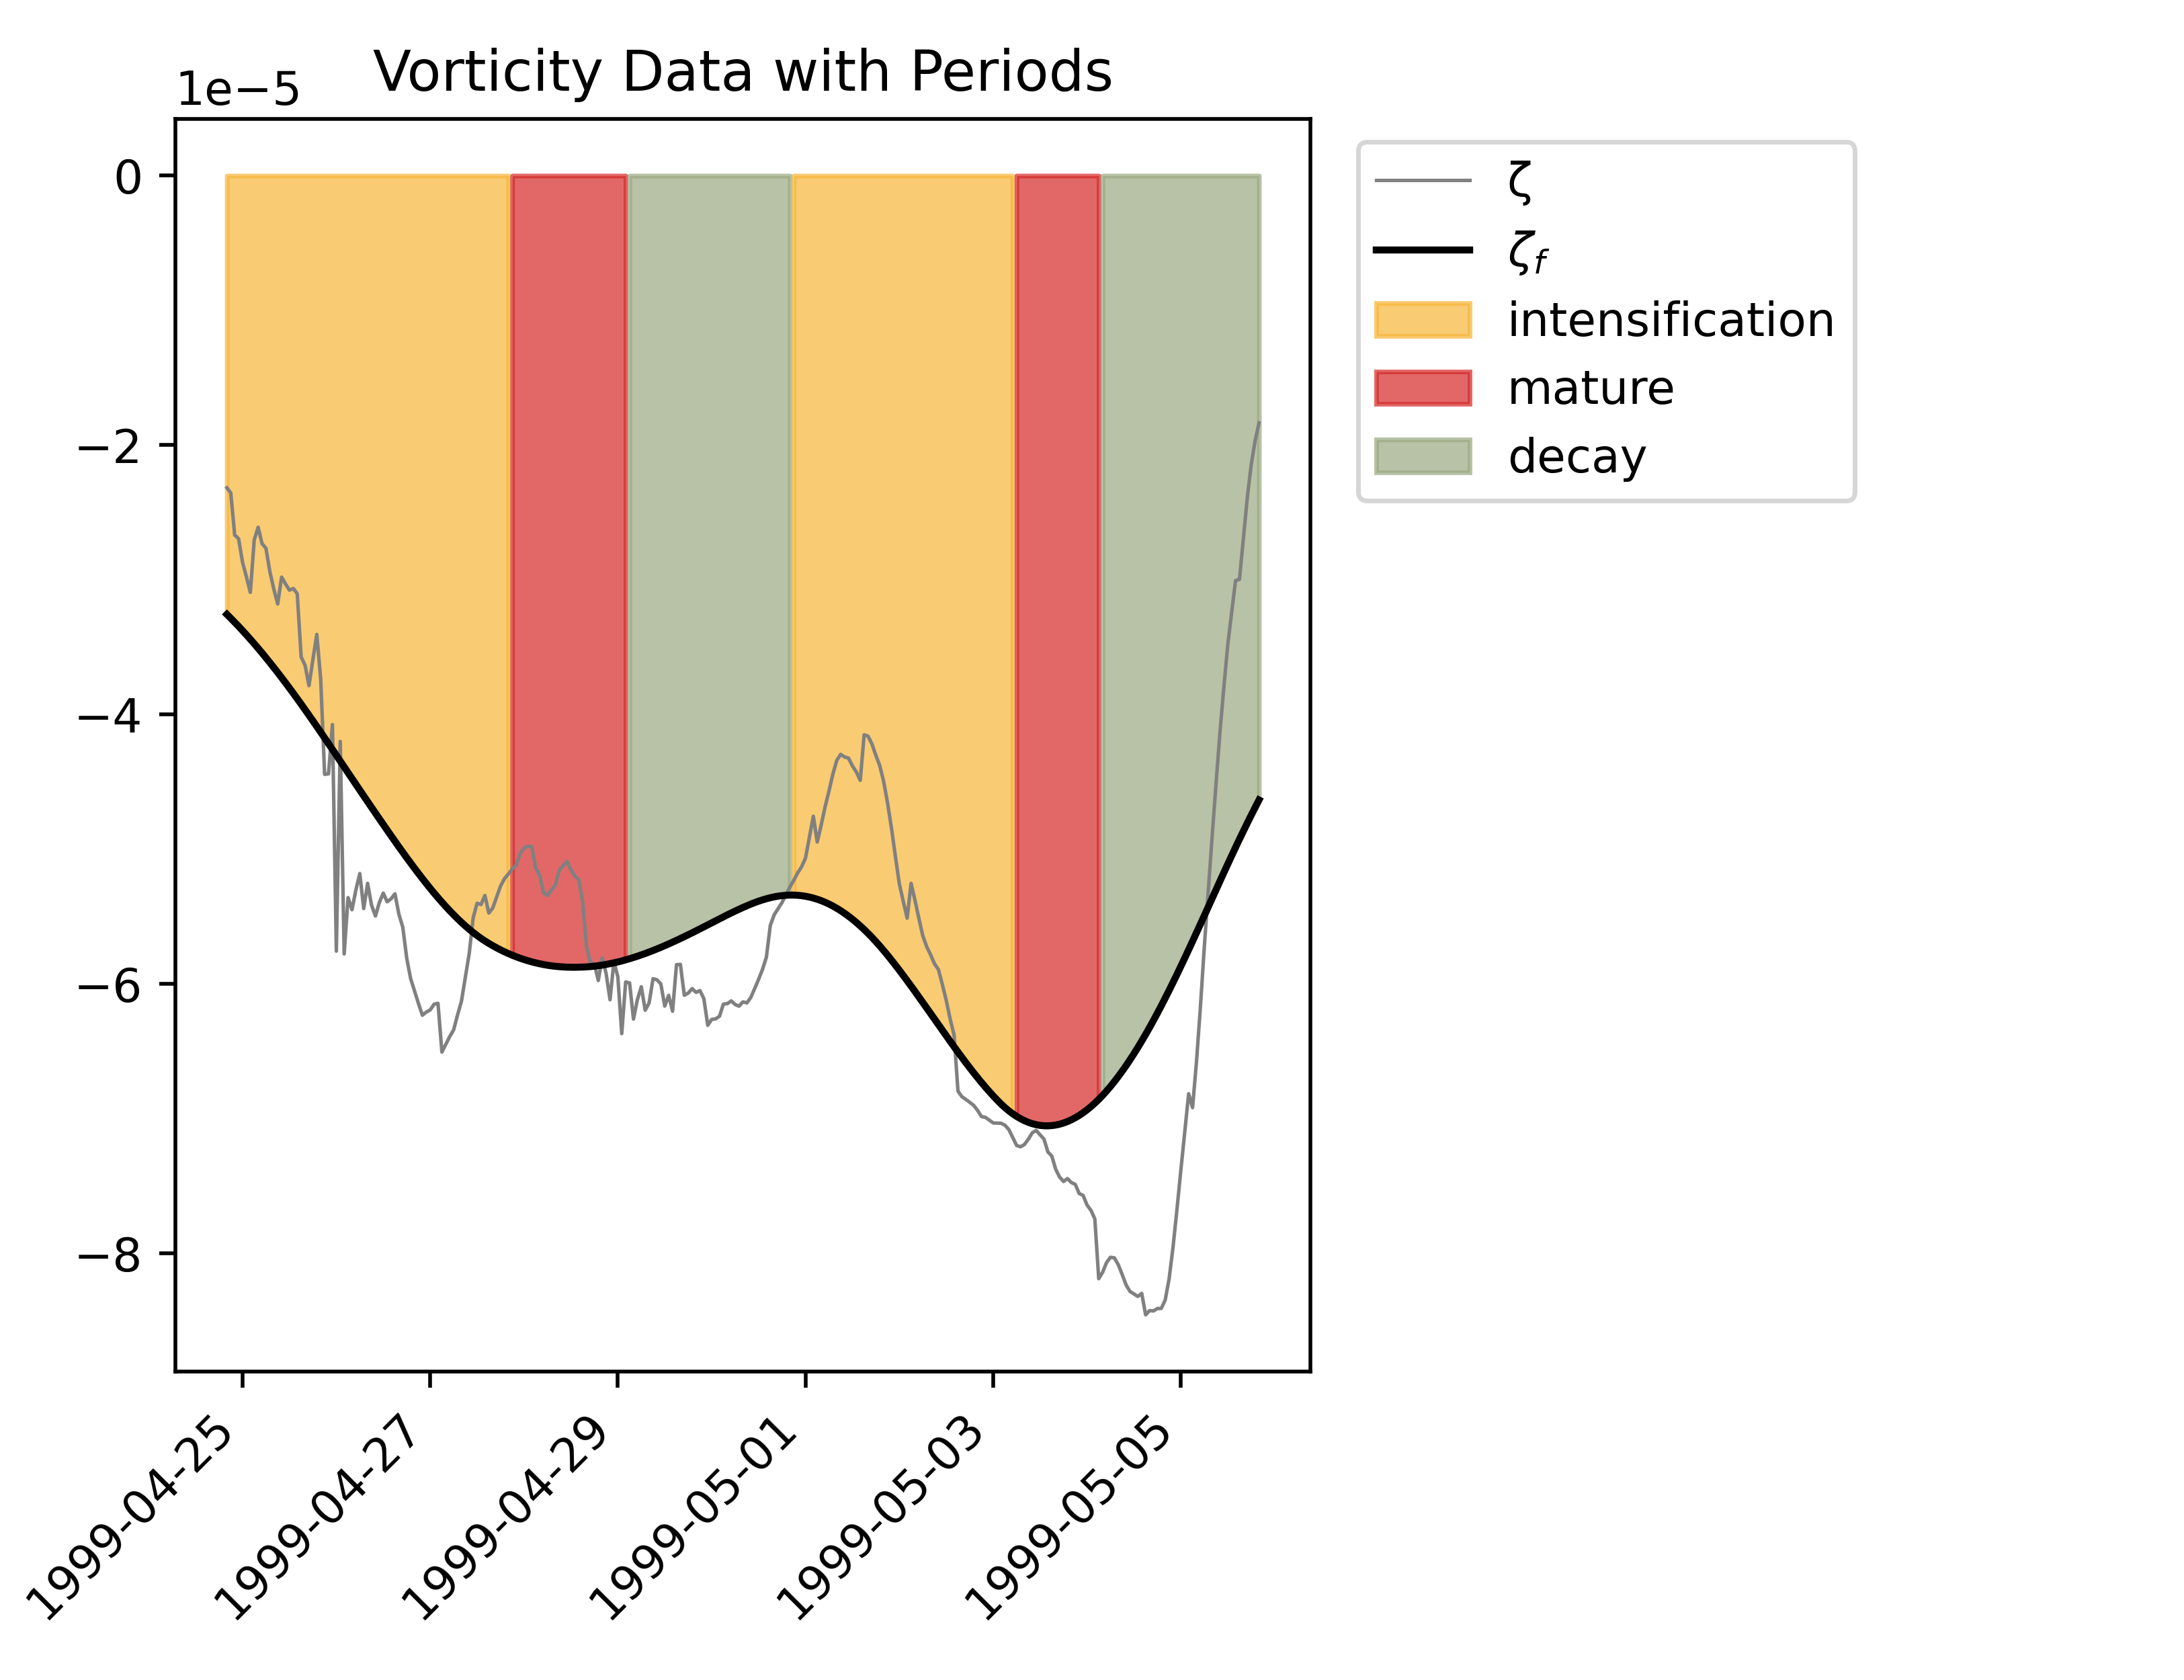 Vorticity Data with Periods
1e−5
0
−2
−4
−6
−8
1999-04-25
1999-04-27
1999-04-29
1999-05-01
1999-05-03
1999-05-05
ζ
ζf
intensification
mature
decay